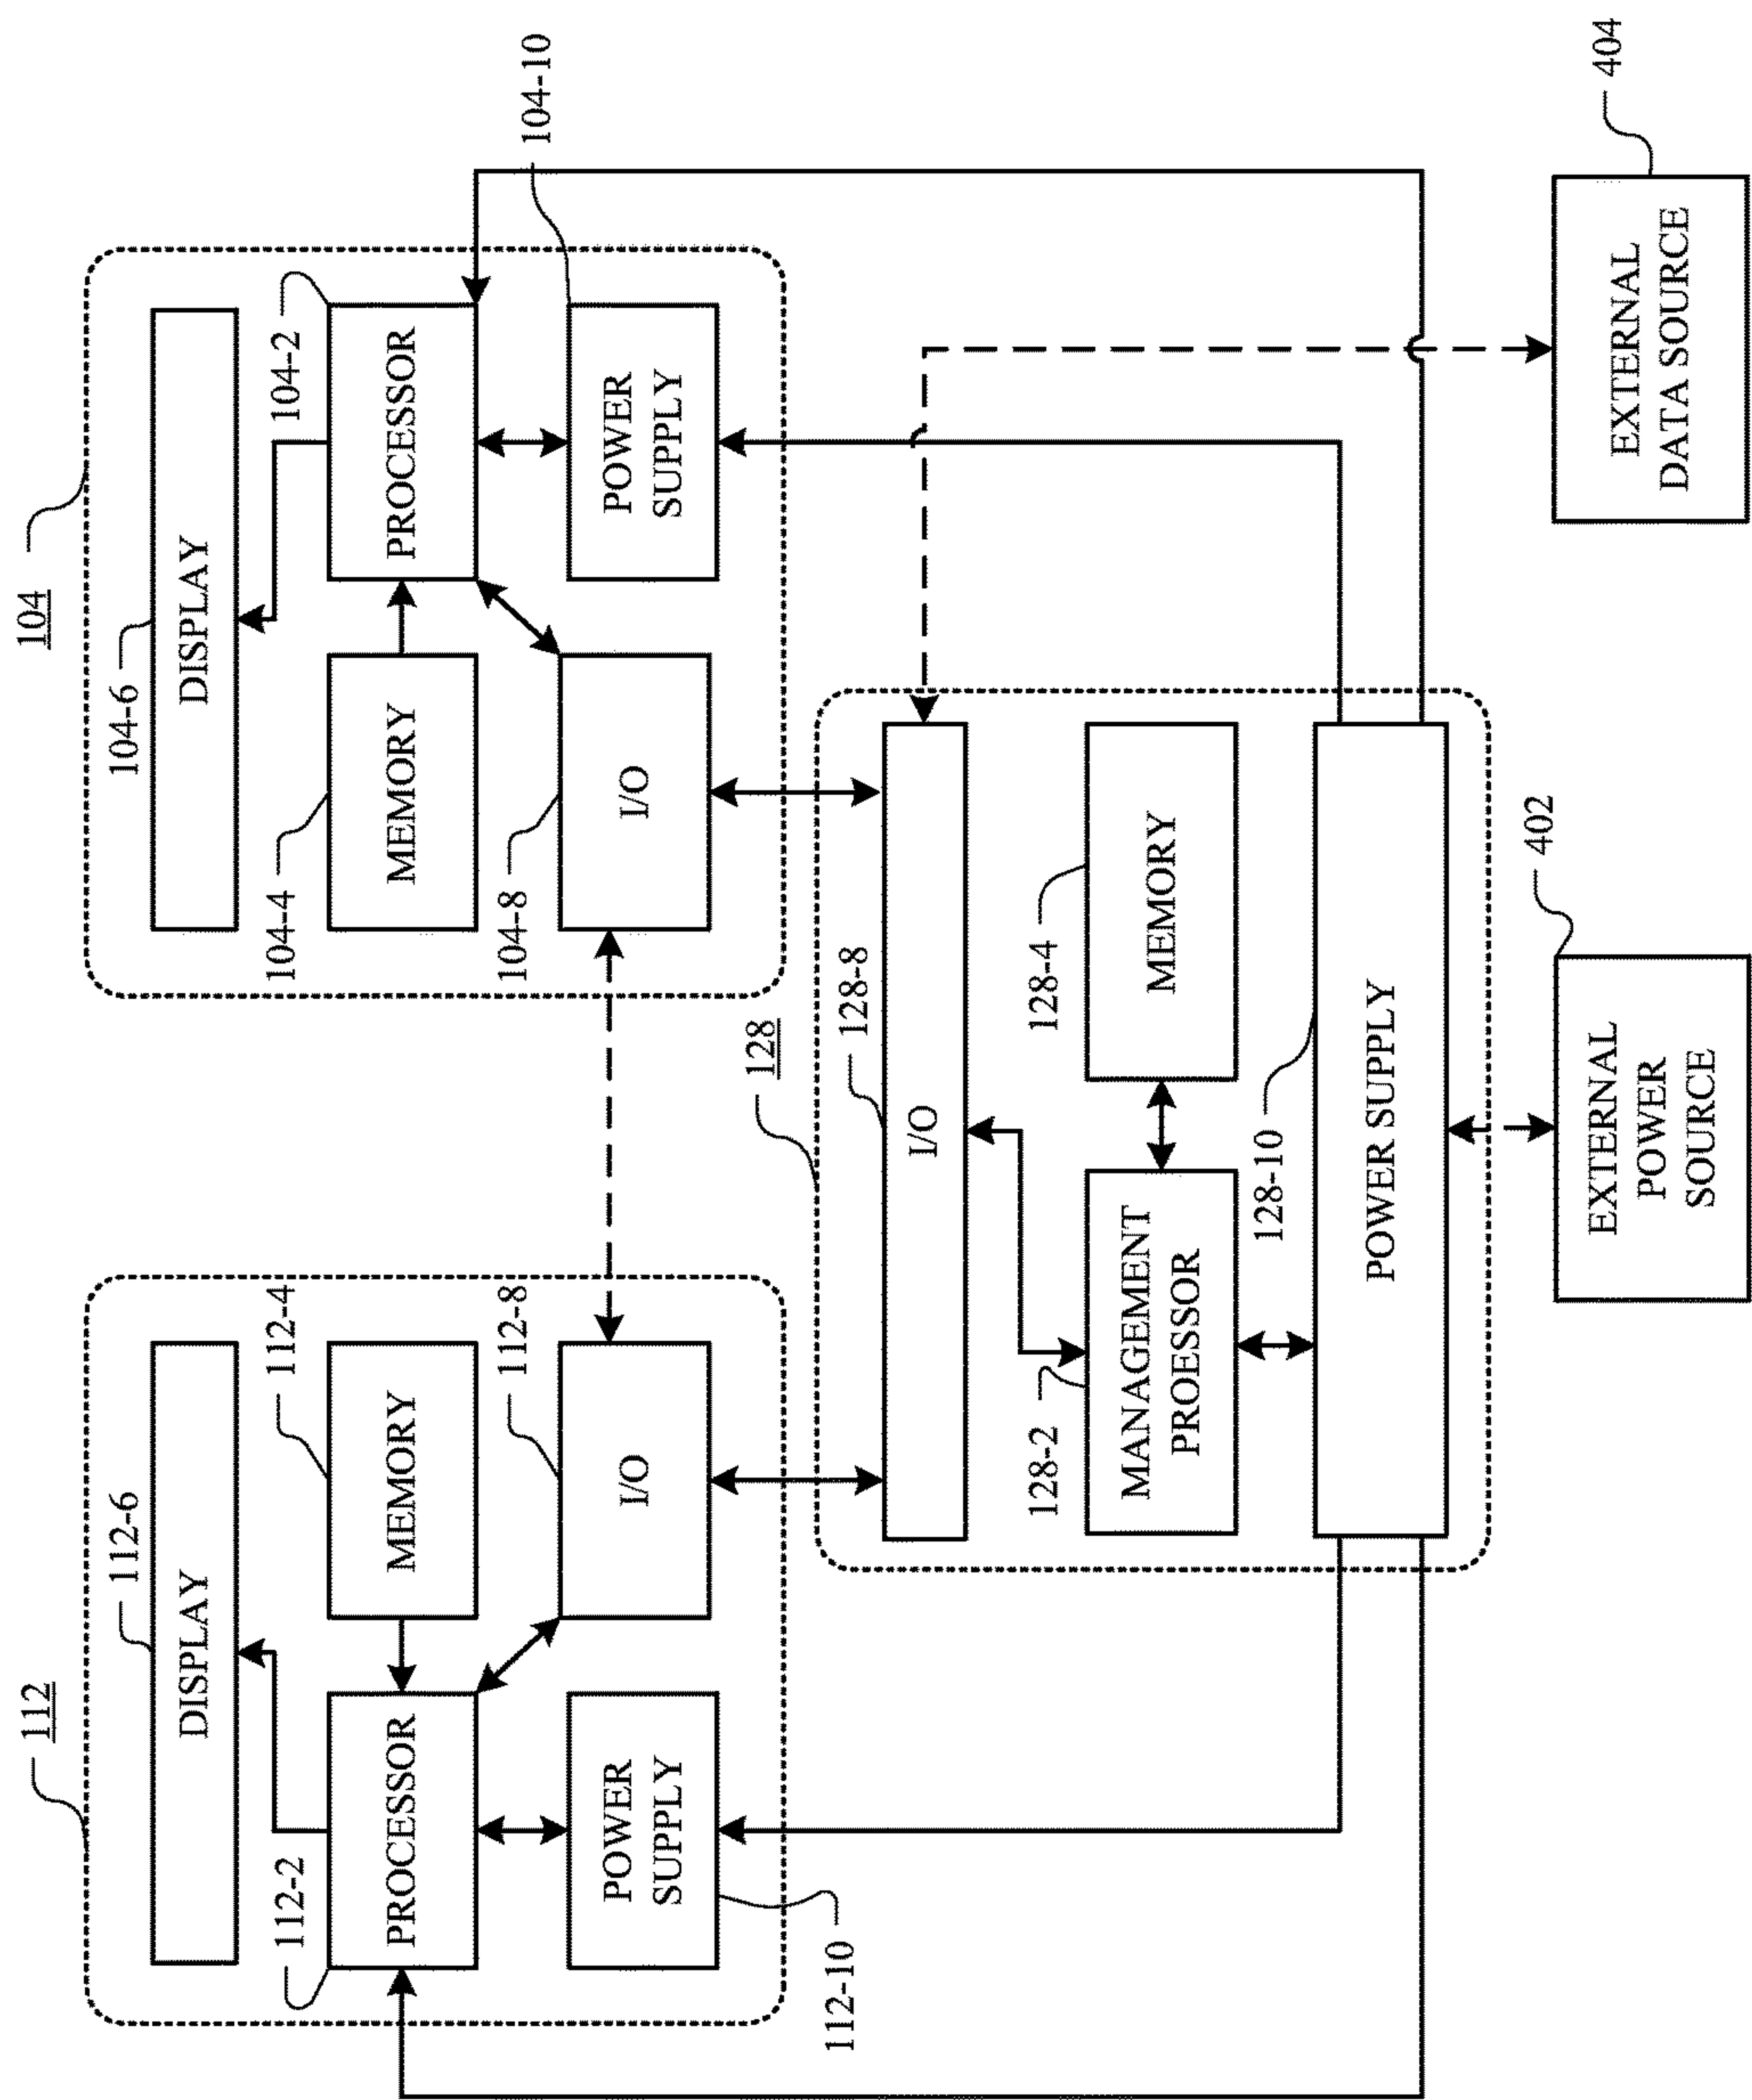 112
112-6
DISPLAY
112-2
PROCESSOR
112-4
MEMORY
POWER
SUPPLY
112-10
112-8
I/O
104
104-6
DISPLAY
104-4
MEMORY
104-2
PROCESSOR
104-8
I/O
POWER
SUPPLY
104-10
128
128-8
I/O
128-2
MANAGEMENT
PROESSOR
128-4
MEMORY
128-10
POWER SUPPLY
402
EXTERNAL
POWER
SOURCE
404
EXTERNAL
DATA SOURCE